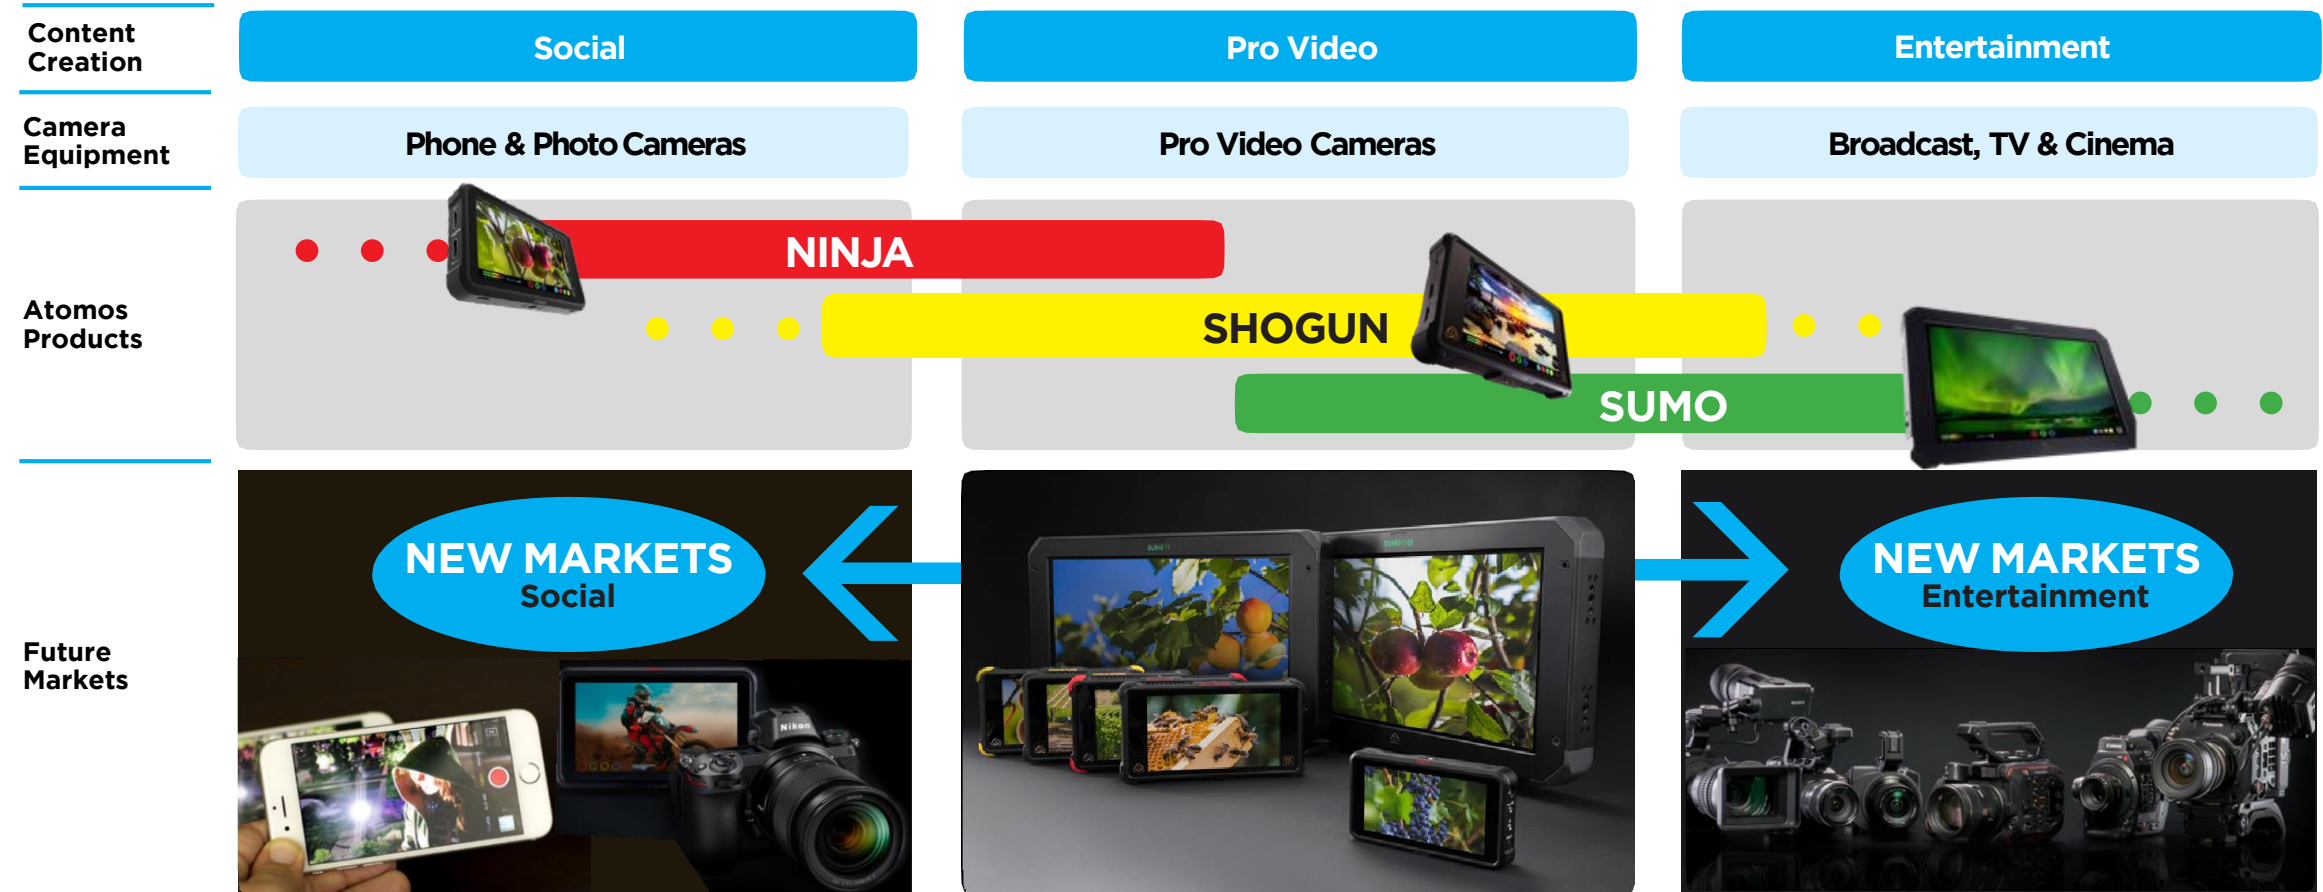 Content
Creation
Social
Pro Video
Entertainment
Camera
Equipment
Phone & Photo Cameras
Pro Video Cameras
Broadcast, TV & Cinema
Atomos
Products
NINJA
SHOGUN
SUMO
Future
Markets
NEW MARKETS
Social
NEW MARKETS
Entertainment
Nikon